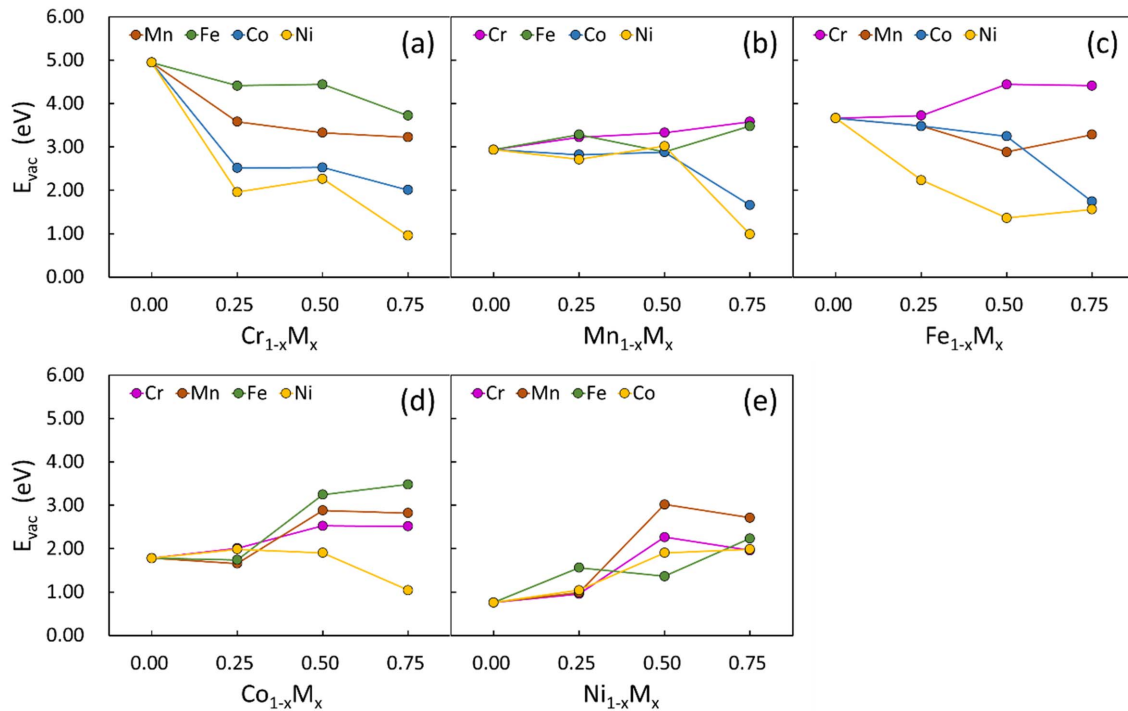 6.00
5.00
4.00
3.00
2.00
1.00
0.00
E_vac (eV)
Mn Fe Co Ni (a)
0.00 0.25 0.50 0.75
Cr_1-xM_x
Cr Fe Co Ni (b)
0.00 0.25 0.50 0.75
Mn_1-xM_x
Cr Mn Co Ni (c)
0.00 0.25 0.50 0.75
Fe_1-xM_x
6.00
5.00
4.00
3.00
2.00
1.00
0.00
E_vac (eV)
Cr Mn Fe Ni (d)
0.00 0.25 0.50 0.75
Co_1-xM_x
Cr Mn Fe Co (e)
0.00 0.25 0.50 0.75
Ni_1-xM_x